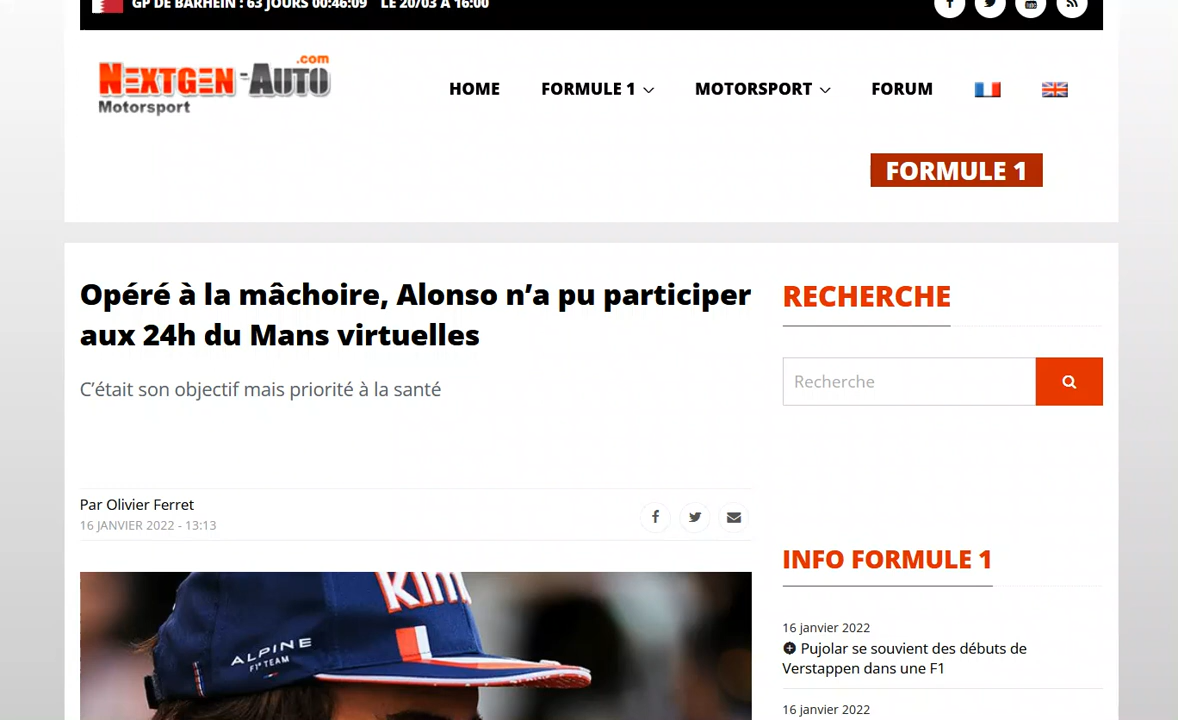 GP DE BAHREIN : 63 JOURS 00:46:09 LE 20/03 A 16:00
NEXTGEN-AUTO.com
Motorsport
HOME
FORMULE 1
MOTORSPORT
FORUM
FORMULE 1
Opéré à la mâchoire, Alonso n’a pu participer
aux 24h du Mans virtuelles
C’était son objectif mais priorité à la santé
Par Olivier Ferret
16 JANVIER 2022 - 13:13
ALPINE
F1 TEAM
RECHERCHE
Recherche
INFO FORMULE 1
16 janvier 2022
Pujolar se souvient des débuts de
Verstappen dans une F1
16 janvier 2022